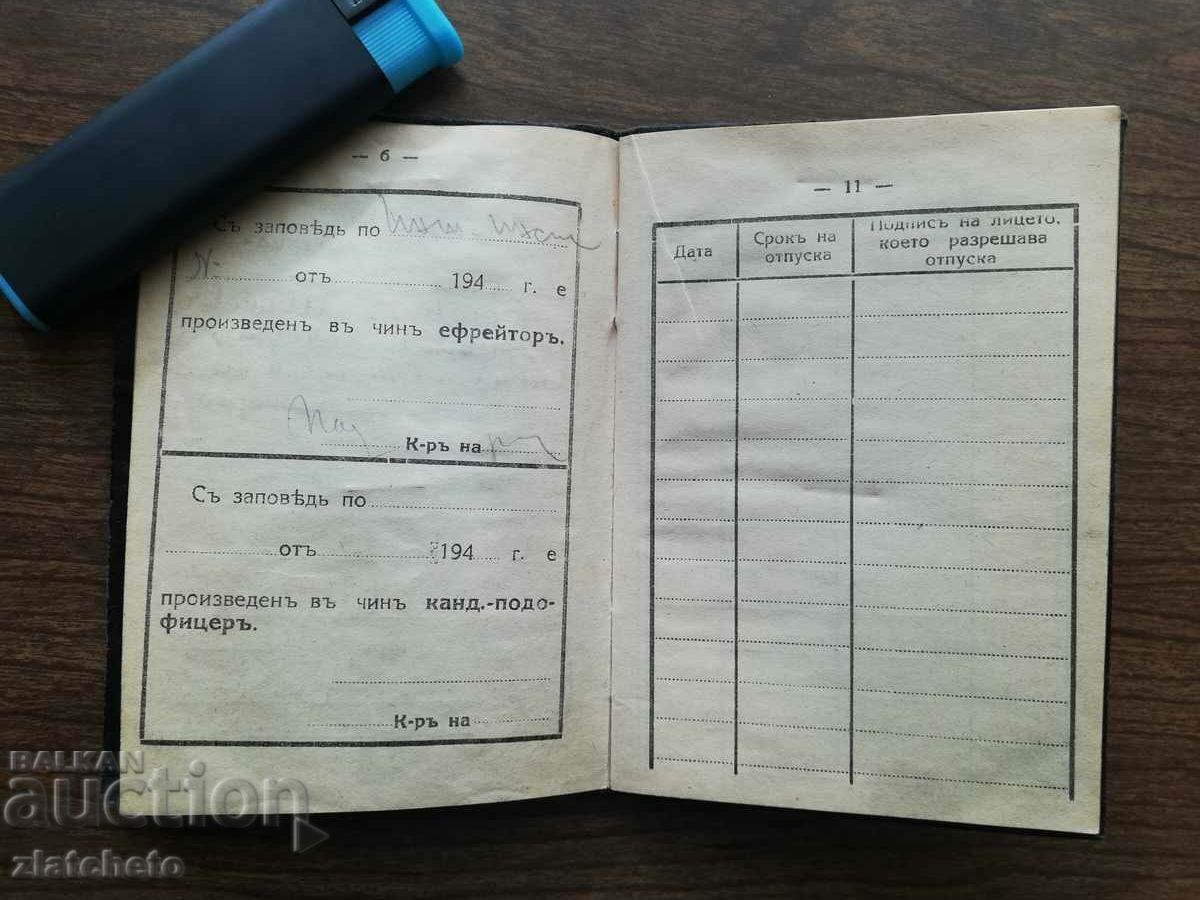 — 6 —
Съ заповѣдь по
№ отъ 194 г. е
произведенъ въ чинъ ефрейторъ.
К-ръ на
Съ заповѣдь по
отъ 194 г. е
произведенъ въ чинъ канд.-подо-
фицеръ.
К-ръ на
— 11 —
Дата
Срокъ на
отпуска
Подписъ на лицето,
което разрешава
отпуска
BALKAN
auction
zlatcheto